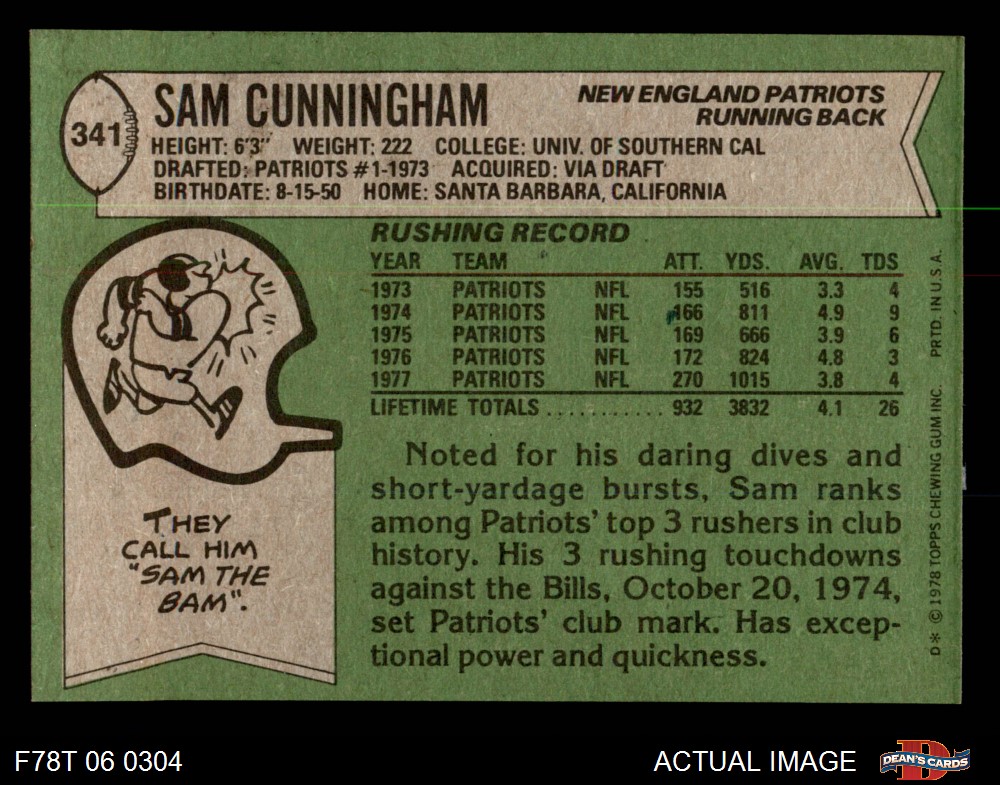 341
SAM CUNNINGHAM
NEW ENGLAND PATRIOTS
RUNNING BACK
HEIGHT: 6'3" WEIGHT: 222 COLLEGE: UNIV. OF SOUTHERN CAL
DRAFTED: PATRIOTS #1-1973 ACQUIRED: VIA DRAFT
BIRTHDATE: 8-15-50 HOME: SANTA BARBARA, CALIFORNIA
RUSHING RECORD
YEAR TEAM ATT. YDS. AVG. TDS
1973 PATRIOTS NFL 155 516 3.3 4
1974 PATRIOTS NFL 166 811 4.9 9
1975 PATRIOTS NFL 169 666 3.9 6
1976 PATRIOTS NFL 172 824 4.8 3
1977 PATRIOTS NFL 270 1015 3.8 4
LIFETIME TOTALS ............ 932 3832 4.1 26
Noted for his daring dives and
short-yardage bursts, Sam ranks
among Patriots' top 3 rushers in club
history. His 3 rushing touchdowns
against the Bills, October 20, 1974,
set Patriots' club mark. Has excep-
tional power and quickness.
THEY
CALL HIM
"SAM THE
BAM".
D* © 1978 TOPPS CHEWING GUM INC. PRTD. IN U.S.A.
F78T 06 0304
ACTUAL IMAGE
D
DEAN'S CARDS